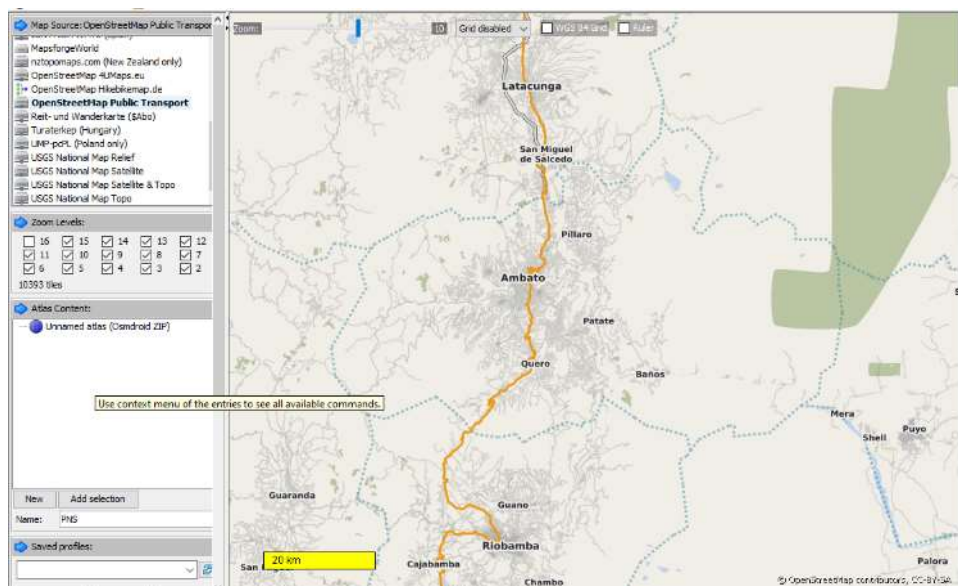 Map Source: OpenStreetMap Public Transport
MapsforgeWorld
nztopomaps.com (New Zealand only)
OpenStreetMap 4UMaps.eu
OpenStreetMap Hikebikemap.de
OpenStreetMap Public Transport
Reit- und Wanderkarte ($Abo)
Turaterkep (Hungary)
UMP-pcPL (Poland only)
USGS National Map Relief
USGS National Map Satellite
USGS National Map Satellite & Topo
USGS National Map Topo
Zoom Levels:
16 15 14 13 12
11 10 9 8 7
6 5 4 3 2
10393 tiles
Atlas Content:
Unnamed atlas (Osmdroid ZIP)
Use context menu of the entries to see all available commands.
New Add selection
Name: PNS
Saved profiles:
Zoom: 10 Grid disabled WGS 84 Grid Ruler
Latacunga
San Miguel
de Salcedo
Píllaro
Ambato
Patate
Quero
Baños
Mera
Shell
Puyo
Guaranda
Guano
Riobamba
Cajabamba
Chambo
Palora
20 km
© OpenStreetMap contributors, CC-BY-SA